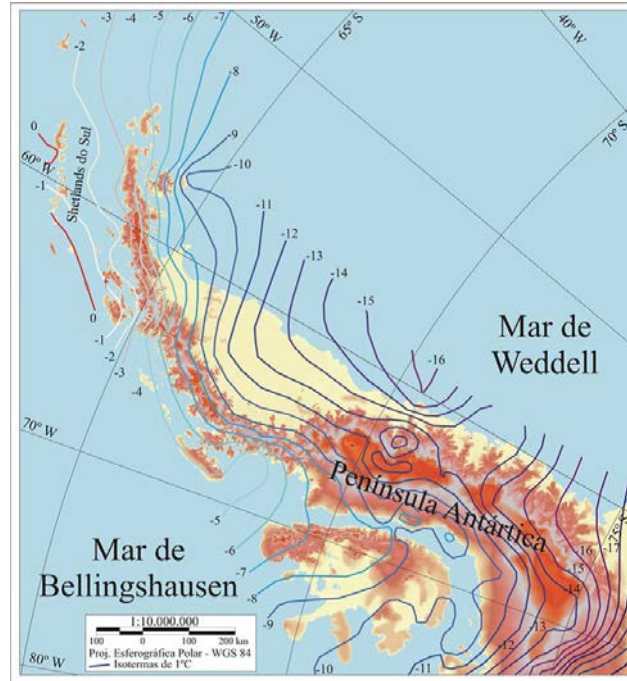 -3
-4
-5
-6
-7
50° W
65° S
40° W
-2
-8
70° S
0
60° W
-1
Shetlands do Sul
-9
-10
-11
-12
-13
-14
-15
-16
0
-1
-2
-3
-4
Mar de
Weddell
70° W
Península Antártica
75° S
-5
-6
-7
-8
-9
-10
-11
-12
-13
-14
-15
-16
-17
Mar de
Bellingshausen
1:10,000,000
100 0 100 200 km
Proj. Esferográfica Polar - WGS 84
Isotermas de 1°C
80° W